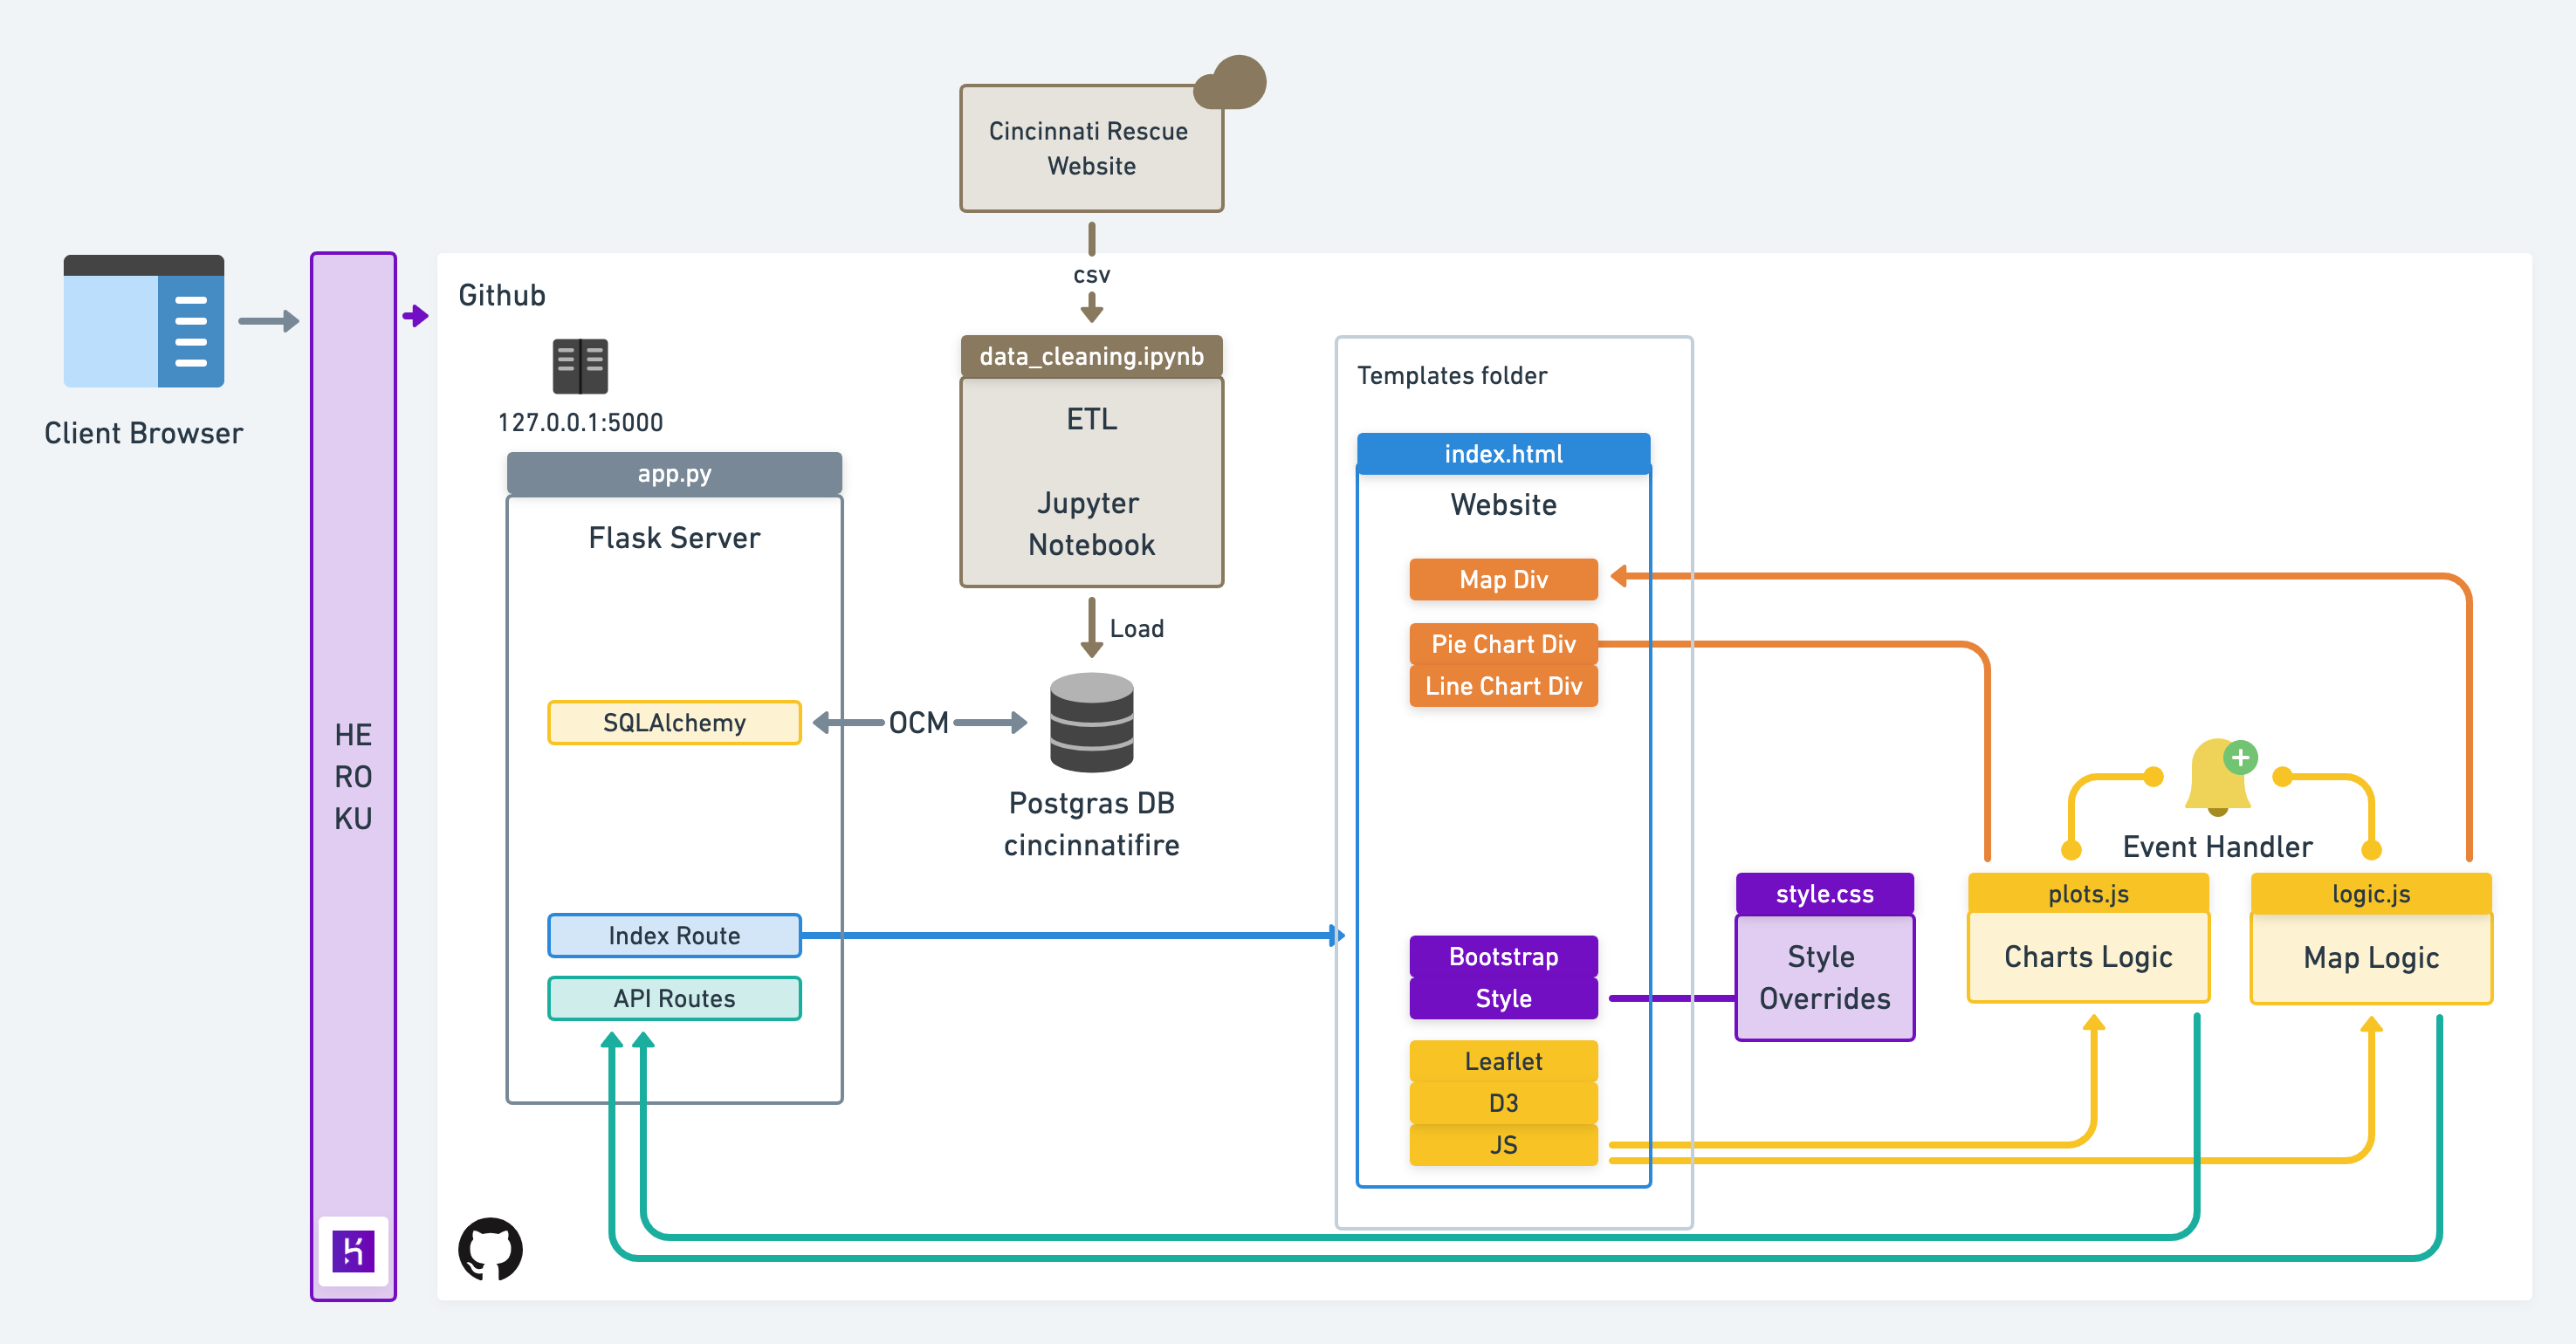 Cincinnati Rescue
Website
csv
Client Browser
HE
RO
KU
Github
127.0.0.1:5000
app.py
Flask Server
SQLAlchemy
Index Route
API Routes
data_cleaning.ipynb
ETL
Jupyter
Notebook
Load
OCM
Postgras DB
cincinnatifire
Templates folder
index.html
Website
Map Div
Pie Chart Div
Line Chart Div
Bootstrap
Style
Leaflet
D3
JS
style.css
Style
Overrides
Event Handler
plots.js
Charts Logic
logic.js
Map Logic